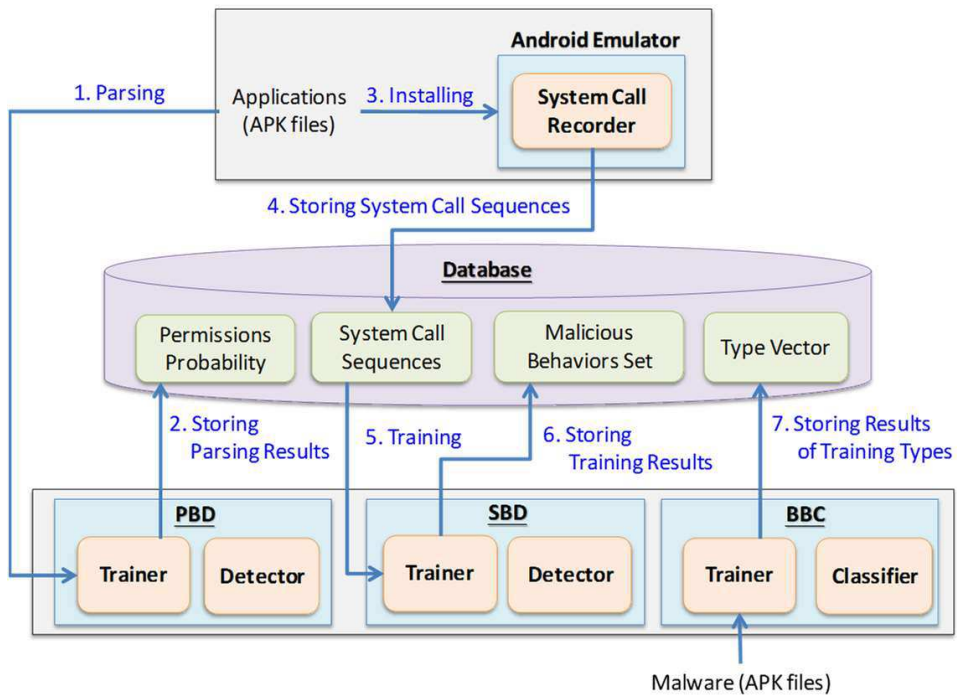 Android Emulator
1. Parsing
Applications
(APK files)
3. Installing
System Call
Recorder
4. Storing System Call Sequences
Database
Permissions
Probability
System Call
Sequences
Malicious
Behaviors Set
Type Vector
2. Storing
Parsing Results
5. Training
6. Storing
Training Results
7. Storing Results
of Training Types
PBD
Trainer
Detector
SBD
Trainer
Detector
BBC
Trainer
Classifier
Malware (APK files)